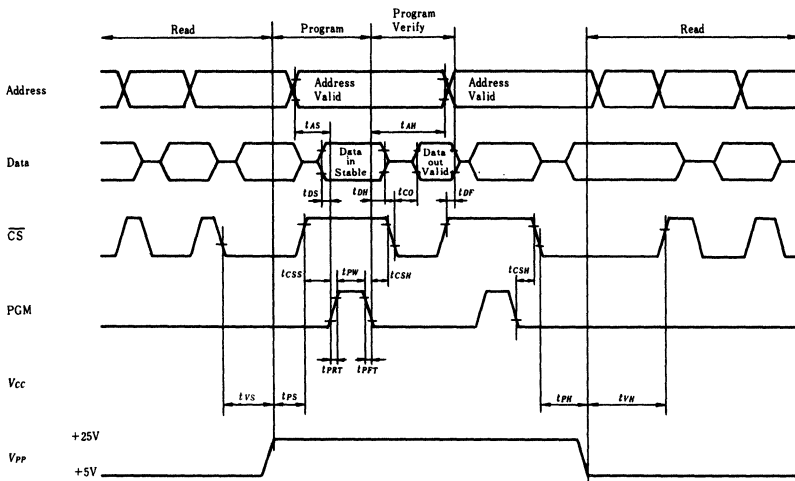 Read
Program
Program
Verify
Read
Address
Address
Valid
Address
Valid
tAS
tAH
Data
Data
in
Stable
Data
out
Valid
tDS
tDH
tCO
tDF
CS
tCSS
tPW
tCSH
tCSH
PGM
tPRT
tPFT
VCC
tVS
tPS
tPH
tVH
VPP
+25V
+5V